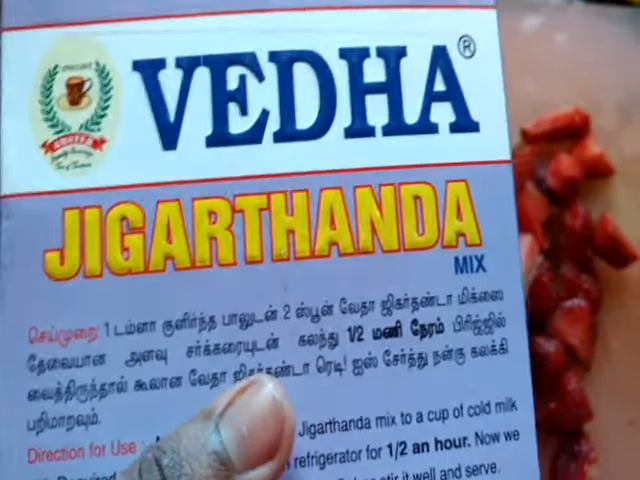 VEDHA®
JIGARTHANDA
MIX
செய்முறை: 1 டம்ளர் குளிர்ந்த பாலுடன் 2 ஸ்பூன் வேதா ஜிகர்தண்டா மிக்ஸை
தேவையான அளவு சர்க்கரையுடன் கலந்து 1/2 மணி நேரம் பிரிஜ்ஜில்
வைத்திருந்தால் கூலான வேதா ஜிகர்தண்டா ரெடி! ஐஸ் சேர்த்து நன்கு கலக்கி
பறிமாறவும்.
Direction for Use Jigarthanda mix to a cup of cold milk
refrigerator for 1/2 an hour. Now we
stir it well and serve.